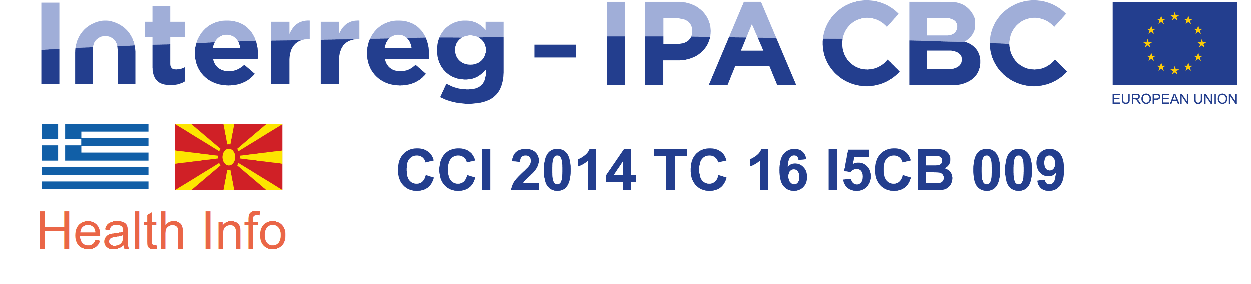 Interreg - IPA CBC
EUROPEAN UNION
CCI 2014 TC 16 I5CB 009
Health Info